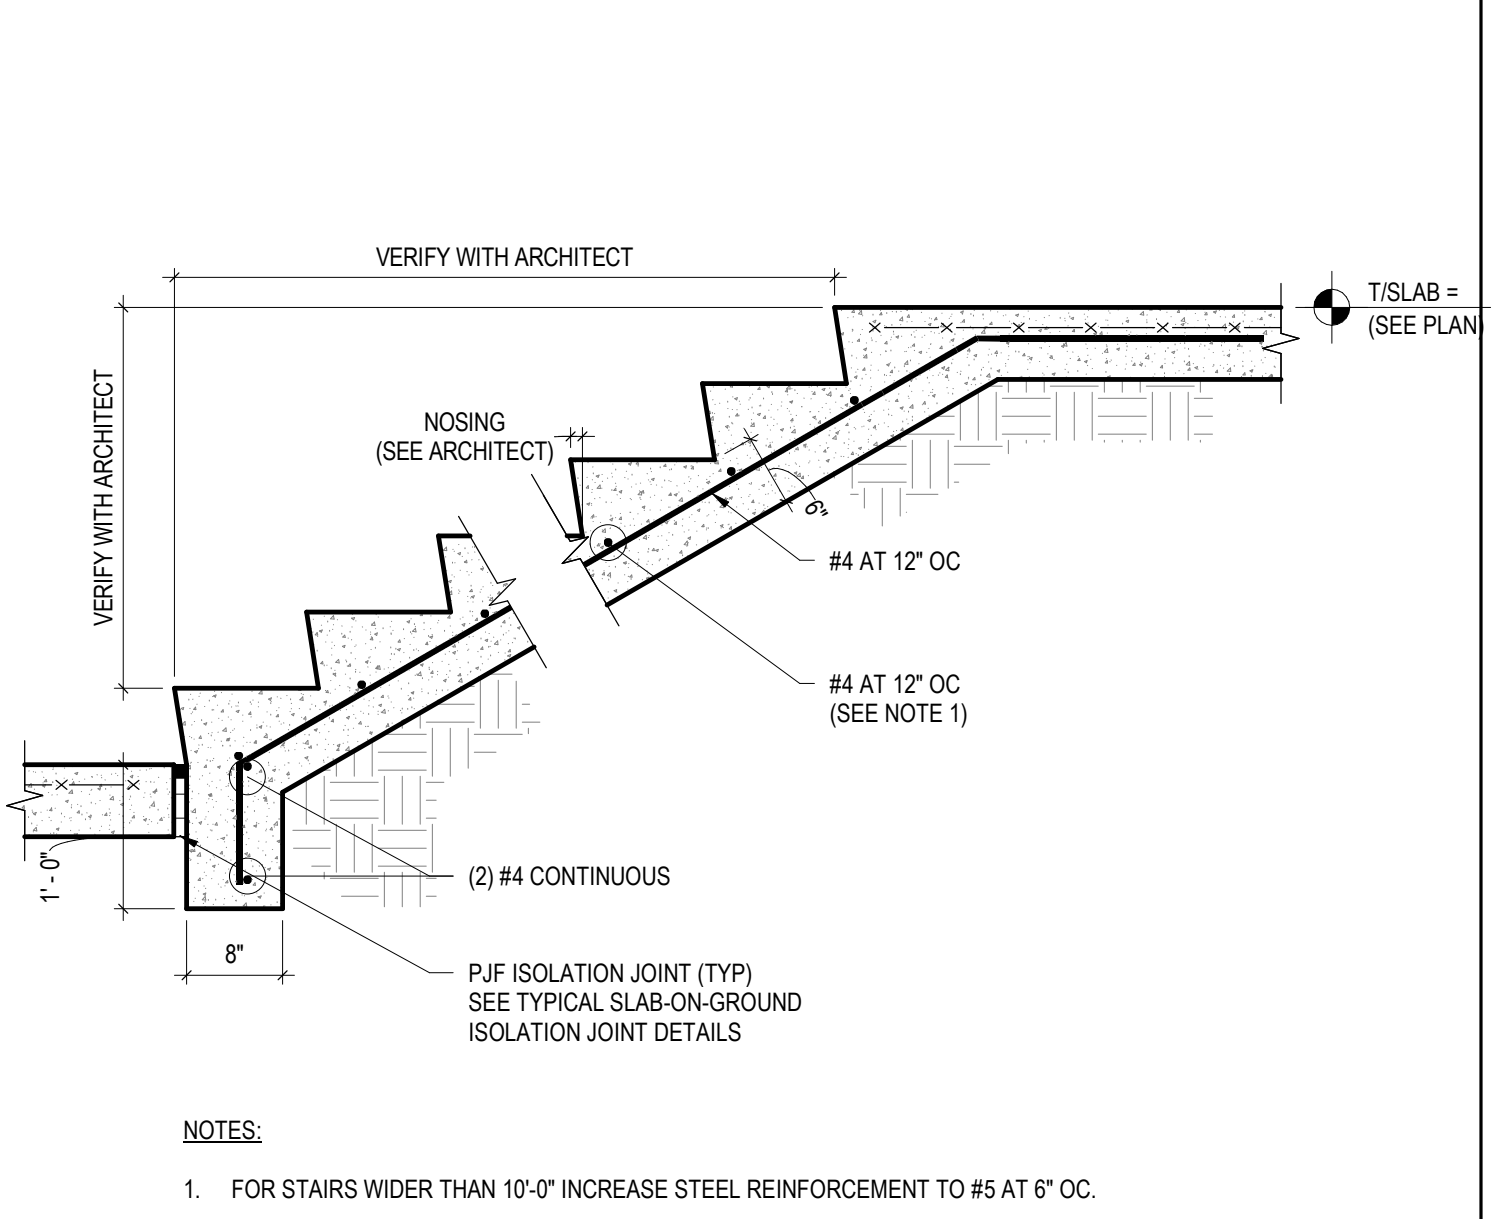 VERIFY WITH ARCHITECT
T/SLAB =
(SEE PLAN)
VERIFY WITH ARCHITECT
NOSING
(SEE ARCHITECT)
6"
#4 AT 12" OC
#4 AT 12" OC
(SEE NOTE 1)
1' - 0"
(2) #4 CONTINUOUS
8"
PJF ISOLATION JOINT (TYP)
SEE TYPICAL SLAB-ON-GROUND
ISOLATION JOINT DETAILS
NOTES:
1. FOR STAIRS WIDER THAN 10'-0" INCREASE STEEL REINFORCEMENT TO #5 AT 6" OC.